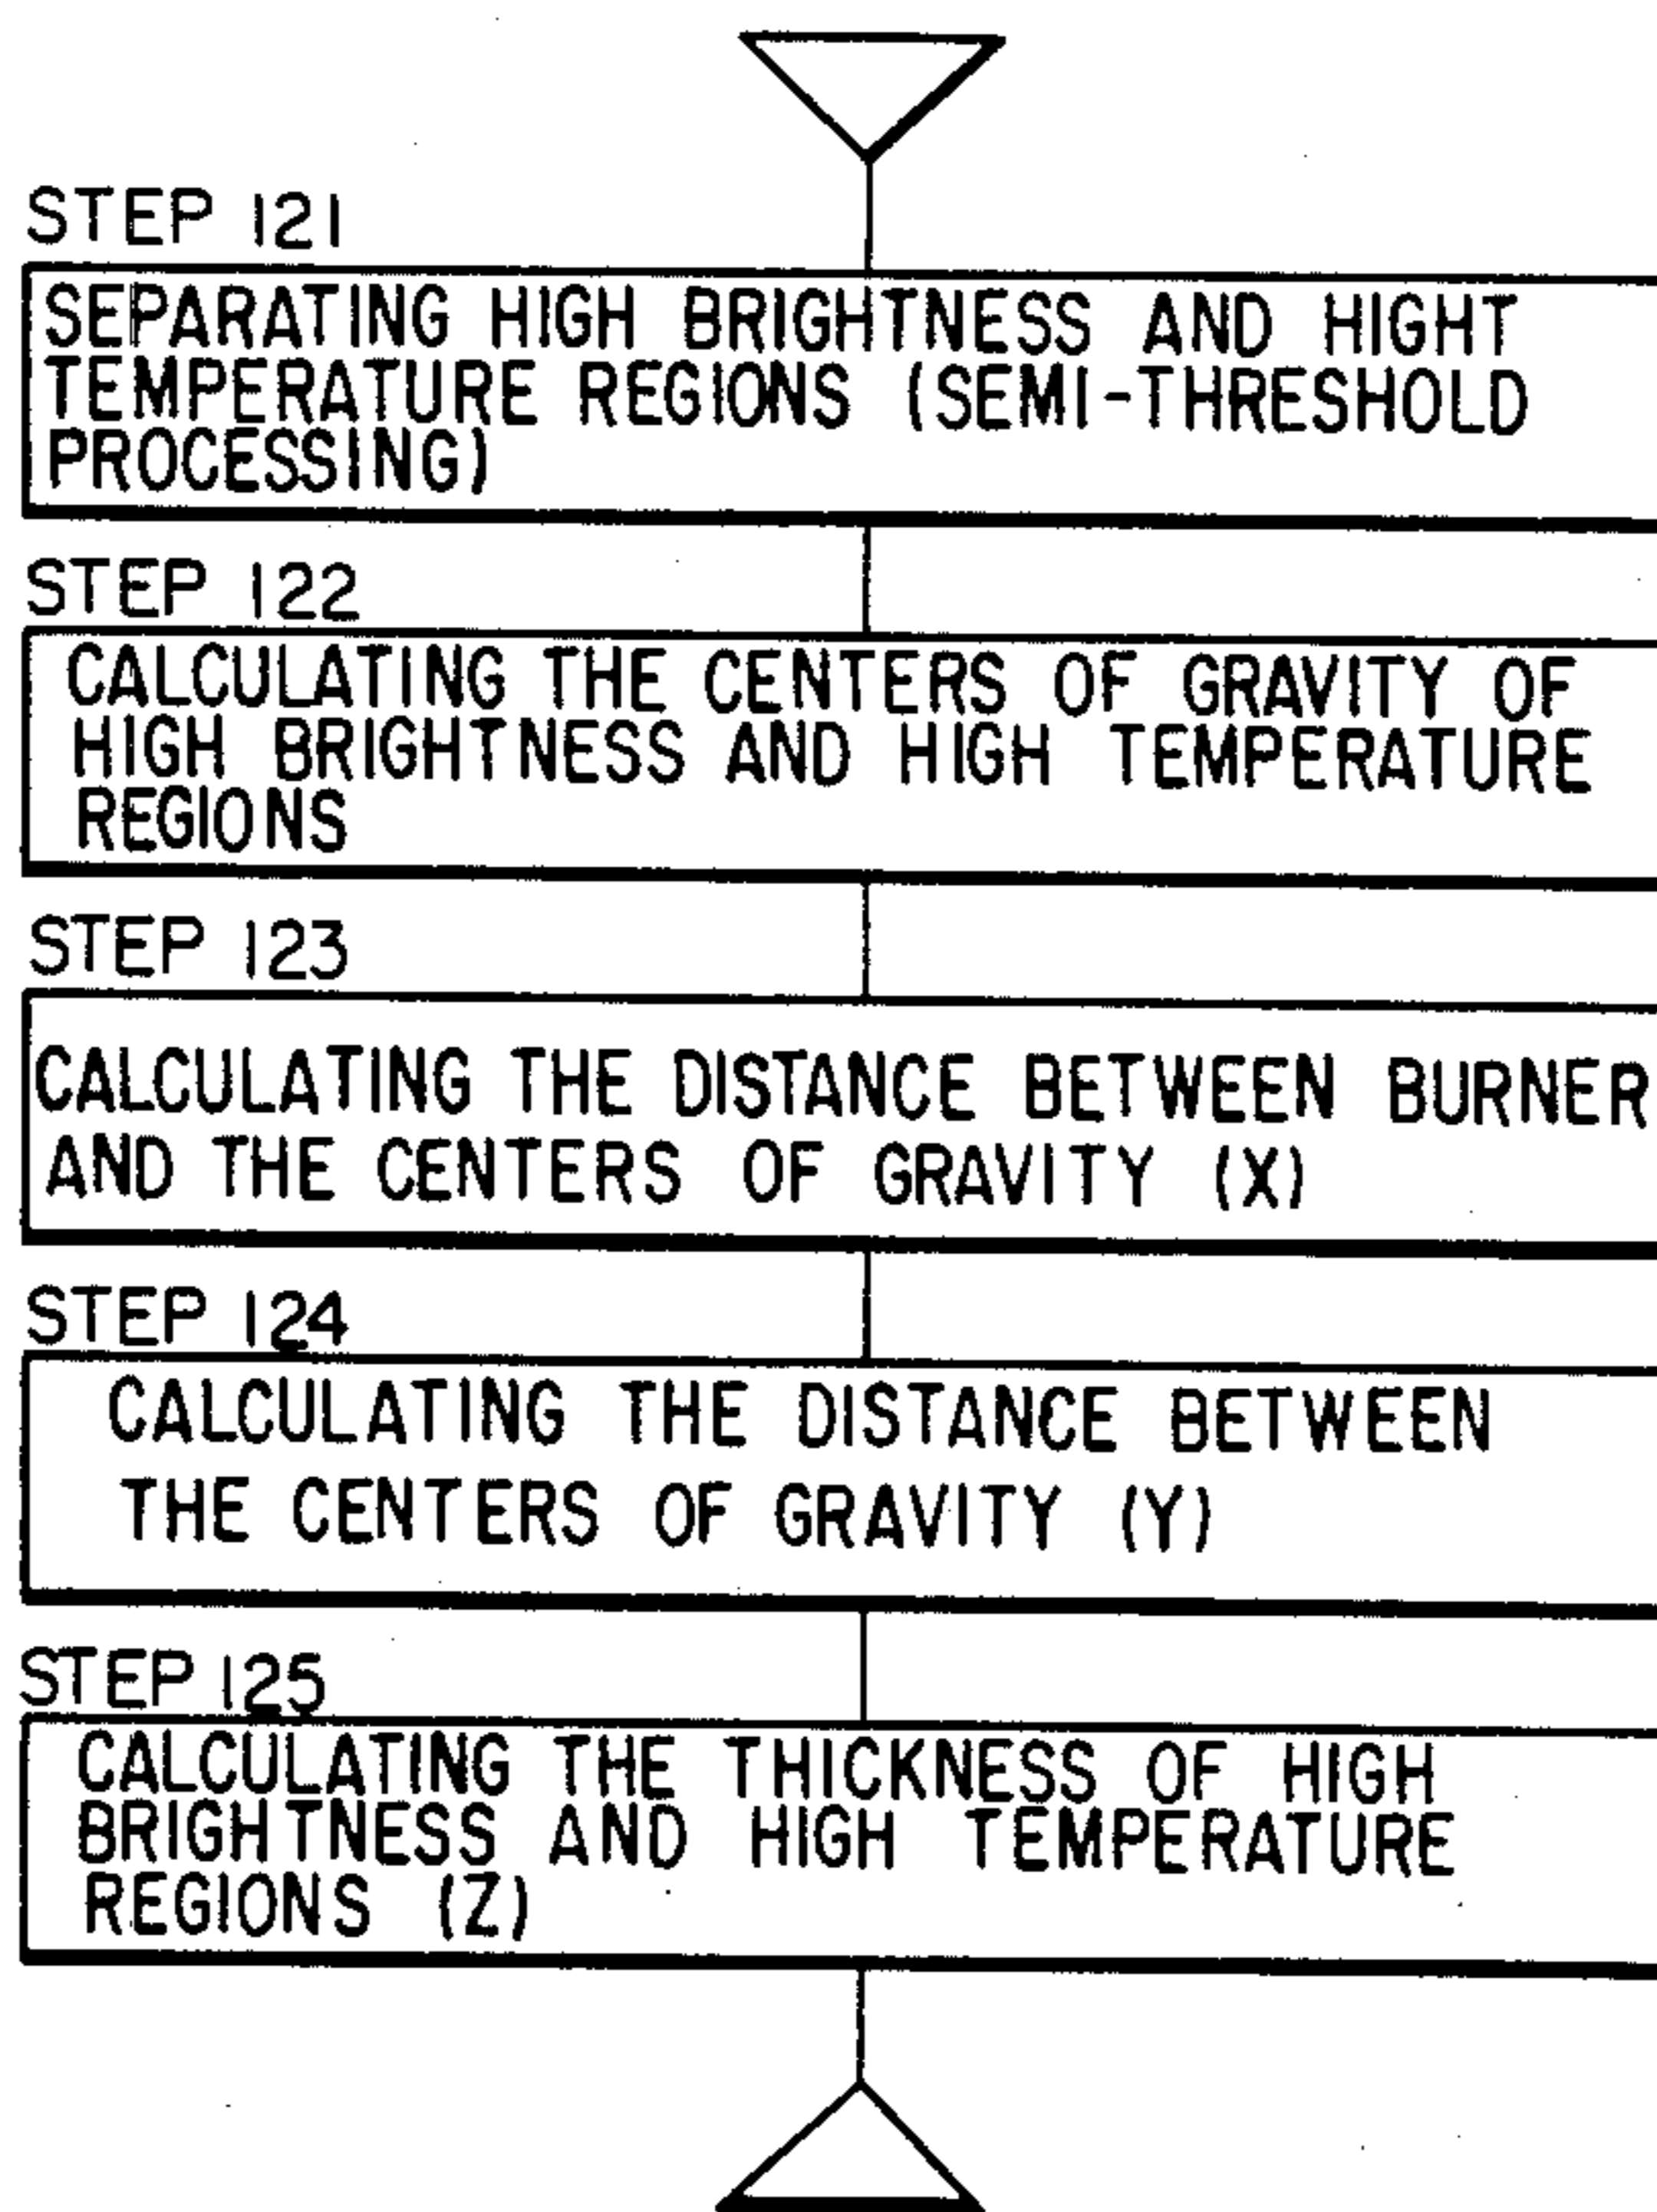 STEP 121
SEPARATING HIGH BRIGHTNESS AND HIGHT
TEMPERATURE REGIONS (SEMI-THRESHOLD
PROCESSING)
STEP 122
CALCULATING THE CENTERS OF GRAVITY OF
HIGH BRIGHTNESS AND HIGH TEMPERATURE
REGIONS
STEP 123
CALCULATING THE DISTANCE BETWEEN BURNER
AND THE CENTERS OF GRAVITY (X)
STEP 124
CALCULATING THE DISTANCE BETWEEN
THE CENTERS OF GRAVITY (Y)
STEP 125
CALCULATING THE THICKNESS OF HIGH
BRIGHTNESS AND HIGH TEMPERATURE
REGIONS (Z)